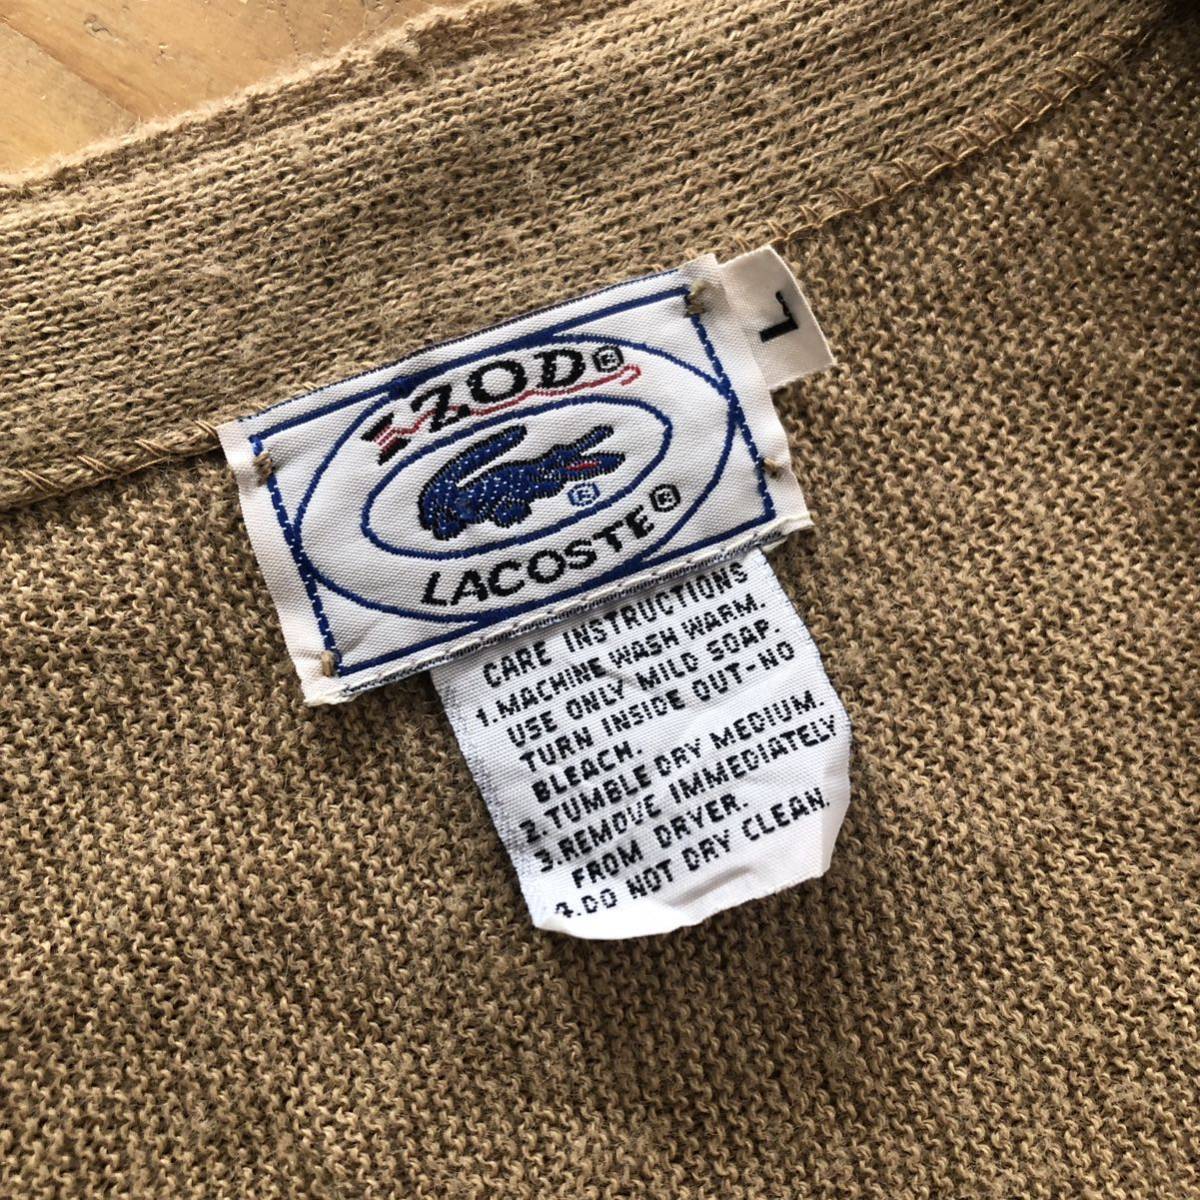 IZOD®
®
LACOSTE®
L
CARE INSTRUCTIONS
1.MACHINE WASH WARM.
USE ONLY MILD SOAP.
TURN INSIDE OUT-NO
BLEACH.
2.TUMBLE DRY MEDIUM.
3.REMOVE IMMEDIATELY
FROM DRYER.
4.DO NOT DRY CLEAN.